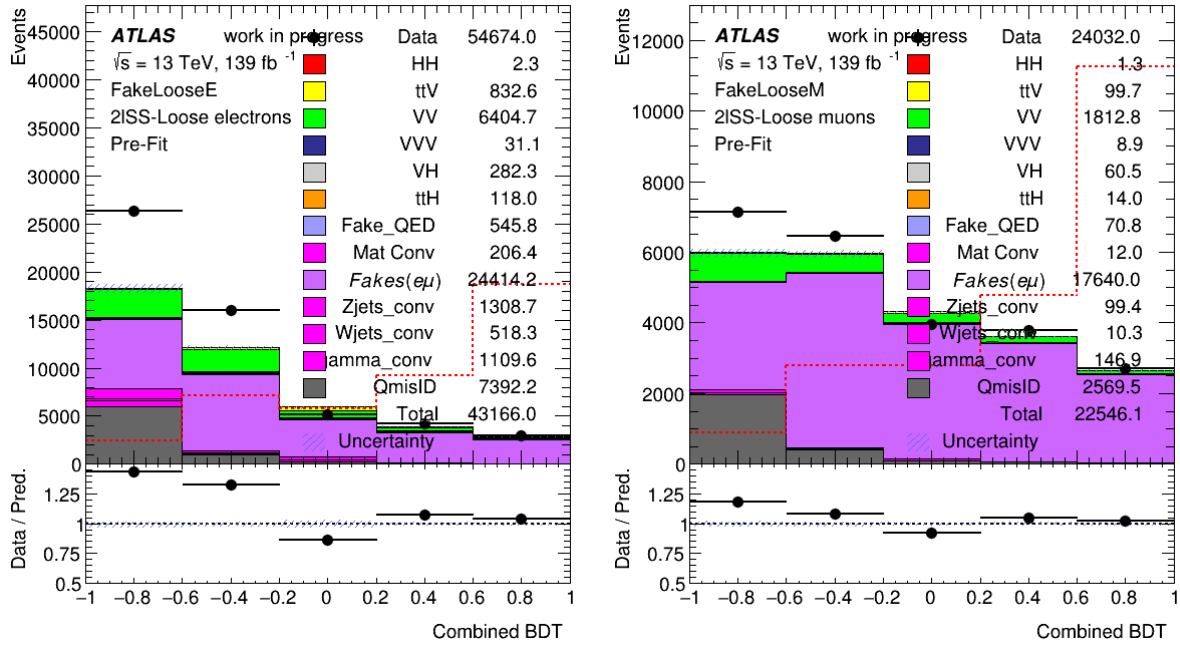 Events
45000
40000
35000
30000
25000
20000
15000
10000
5000
0
ATLAS work in progress
√s = 13 TeV, 139 fb -1
FakeLooseE
2lSS-Loose electrons
Pre-Fit
Data 54674.0
HH 2.3
ttV 832.6
VV 6404.7
VVV 31.1
VH 282.3
ttH 118.0
Fake_QED 545.8
Mat Conv 206.4
Fakes(eμ) 24414.2
Zjets_conv 1308.7
Wjets_conv 518.3
amma_conv 1109.6
QmisID 7392.2
Total 43166.0
Uncertainty
Data / Pred.
1.25
1
0.75
0.5
−1 −0.8 −0.6 −0.4 −0.2 0 0.2 0.4 0.6 0.8 1
Combined BDT
Events
12000
10000
8000
6000
4000
2000
0
ATLAS work in progress
√s = 13 TeV, 139 fb -1
FakeLooseM
2lSS-Loose muons
Pre-Fit
Data 24032.0
HH 1.3
ttV 99.7
VV 1812.8
VVV 8.9
VH 60.5
ttH 14.0
Fake_QED 70.8
Mat Conv 12.0
Fakes(eμ) 17640.0
Zjets_conv 99.4
Wjets_conv 10.3
amma_conv 146.9
QmisID 2569.5
Total 22546.1
Uncertainty
Data / Pred.
1.25
1
0.75
0.5
−1 −0.8 −0.6 −0.4 −0.2 0 0.2 0.4 0.6 0.8 1
Combined BDT